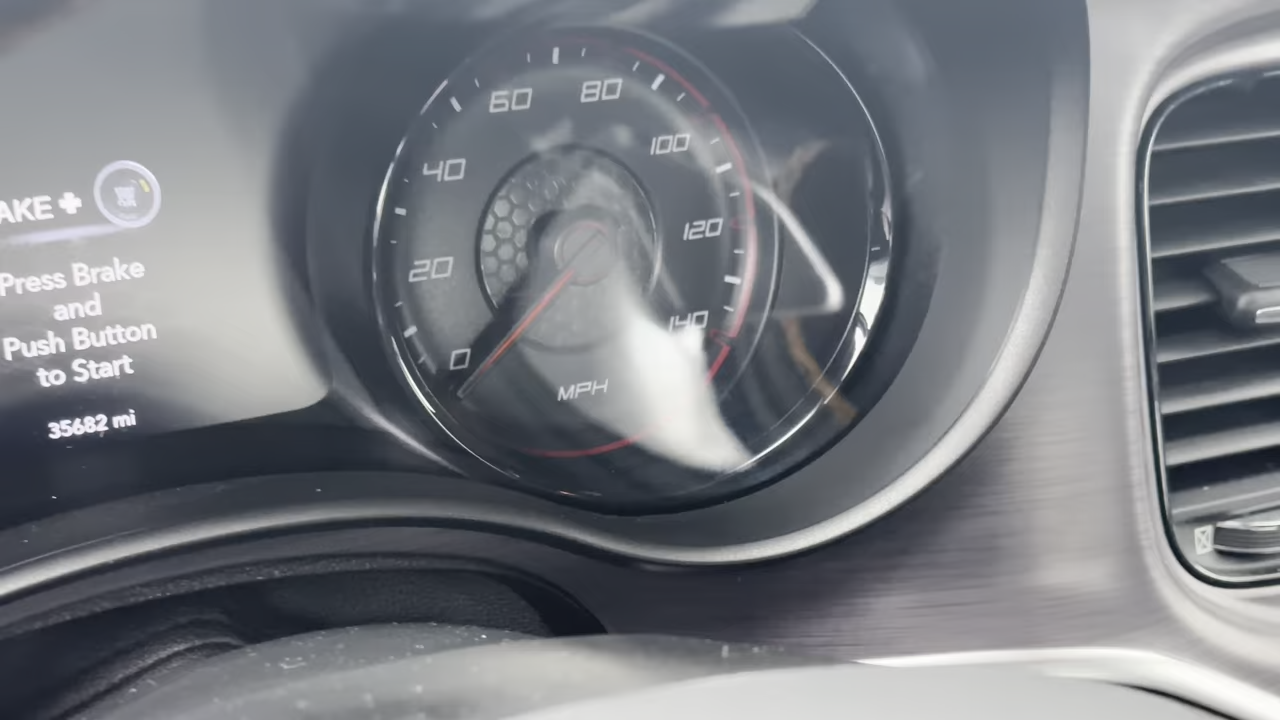 AKE +
Press Brake
and
Push Button
to Start
35682 mi
0
20
40
60
80
100
120
140
MPH